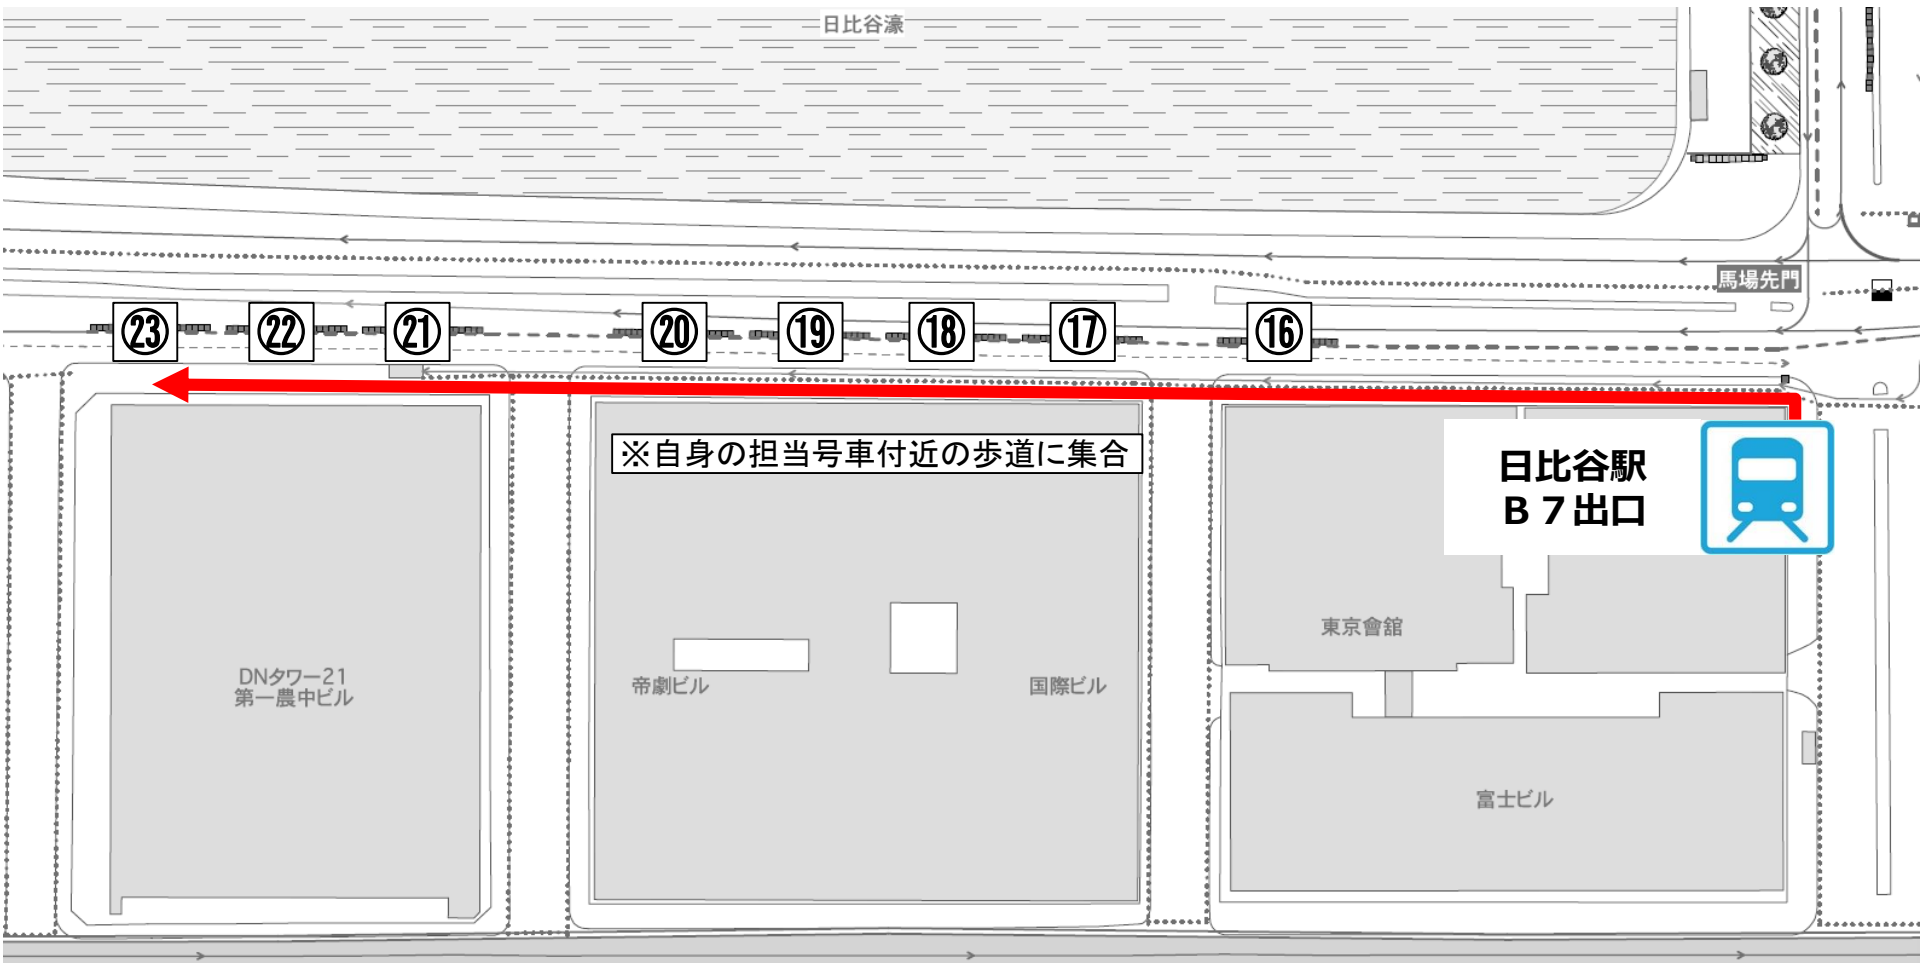 日比谷濠
馬場先門
㉓
㉒
㉑
⑳
⑲
⑱
⑰
⑯
※自身の担当号車付近の歩道に集合
日比谷駅
B7出口
東京會舘
DNタワー21
第一農中ビル
帝劇ビル
国際ビル
富士ビル